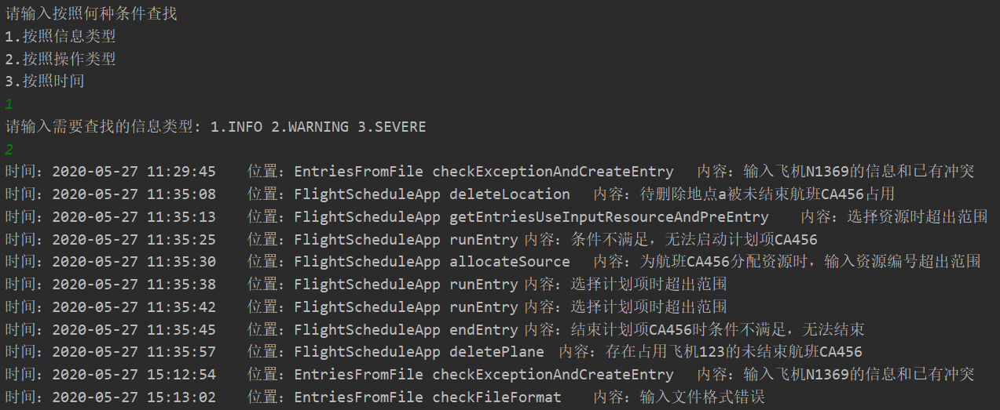 请输入按照何种条件查找
1.按照信息类型
2.按照操作类型
3.按照时间
1
请输入需要查找的信息类型: 1.INFO 2.WARNING 3.SEVERE
2
时间：2020-05-27 11:29:45 位置：EntriesFromFile checkExceptionAndCreateEntry 内容：输入飞机N1369的信息和已有冲突
时间：2020-05-27 11:35:08 位置：FlightScheduleApp deleteLocation 内容：待删除地点a被未结束航班CA456占用
时间：2020-05-27 11:35:13 位置：FlightScheduleApp getEntriesUseInputResourceAndPreEntry 内容：选择资源时超出范围
时间：2020-05-27 11:35:25 位置：FlightScheduleApp runEntry 内容：条件不满足，无法启动计划项CA456
时间：2020-05-27 11:35:30 位置：FlightScheduleApp allocateSource 内容：为航班CA456分配资源时，输入资源编号超出范围
时间：2020-05-27 11:35:38 位置：FlightScheduleApp runEntry 内容：选择计划项时超出范围
时间：2020-05-27 11:35:42 位置：FlightScheduleApp runEntry 内容：选择计划项时超出范围
时间：2020-05-27 11:35:45 位置：FlightScheduleApp endEntry 内容：结束计划项CA456时条件不满足，无法结束
时间：2020-05-27 11:35:57 位置：FlightScheduleApp deletePlane 内容：存在占用飞机123的未结束航班CA456
时间：2020-05-27 15:12:54 位置：EntriesFromFile checkExceptionAndCreateEntry 内容：输入飞机N1369的信息和已有冲突
时间：2020-05-27 15:13:02 位置：EntriesFromFile checkFileFormat 内容：输入文件格式错误